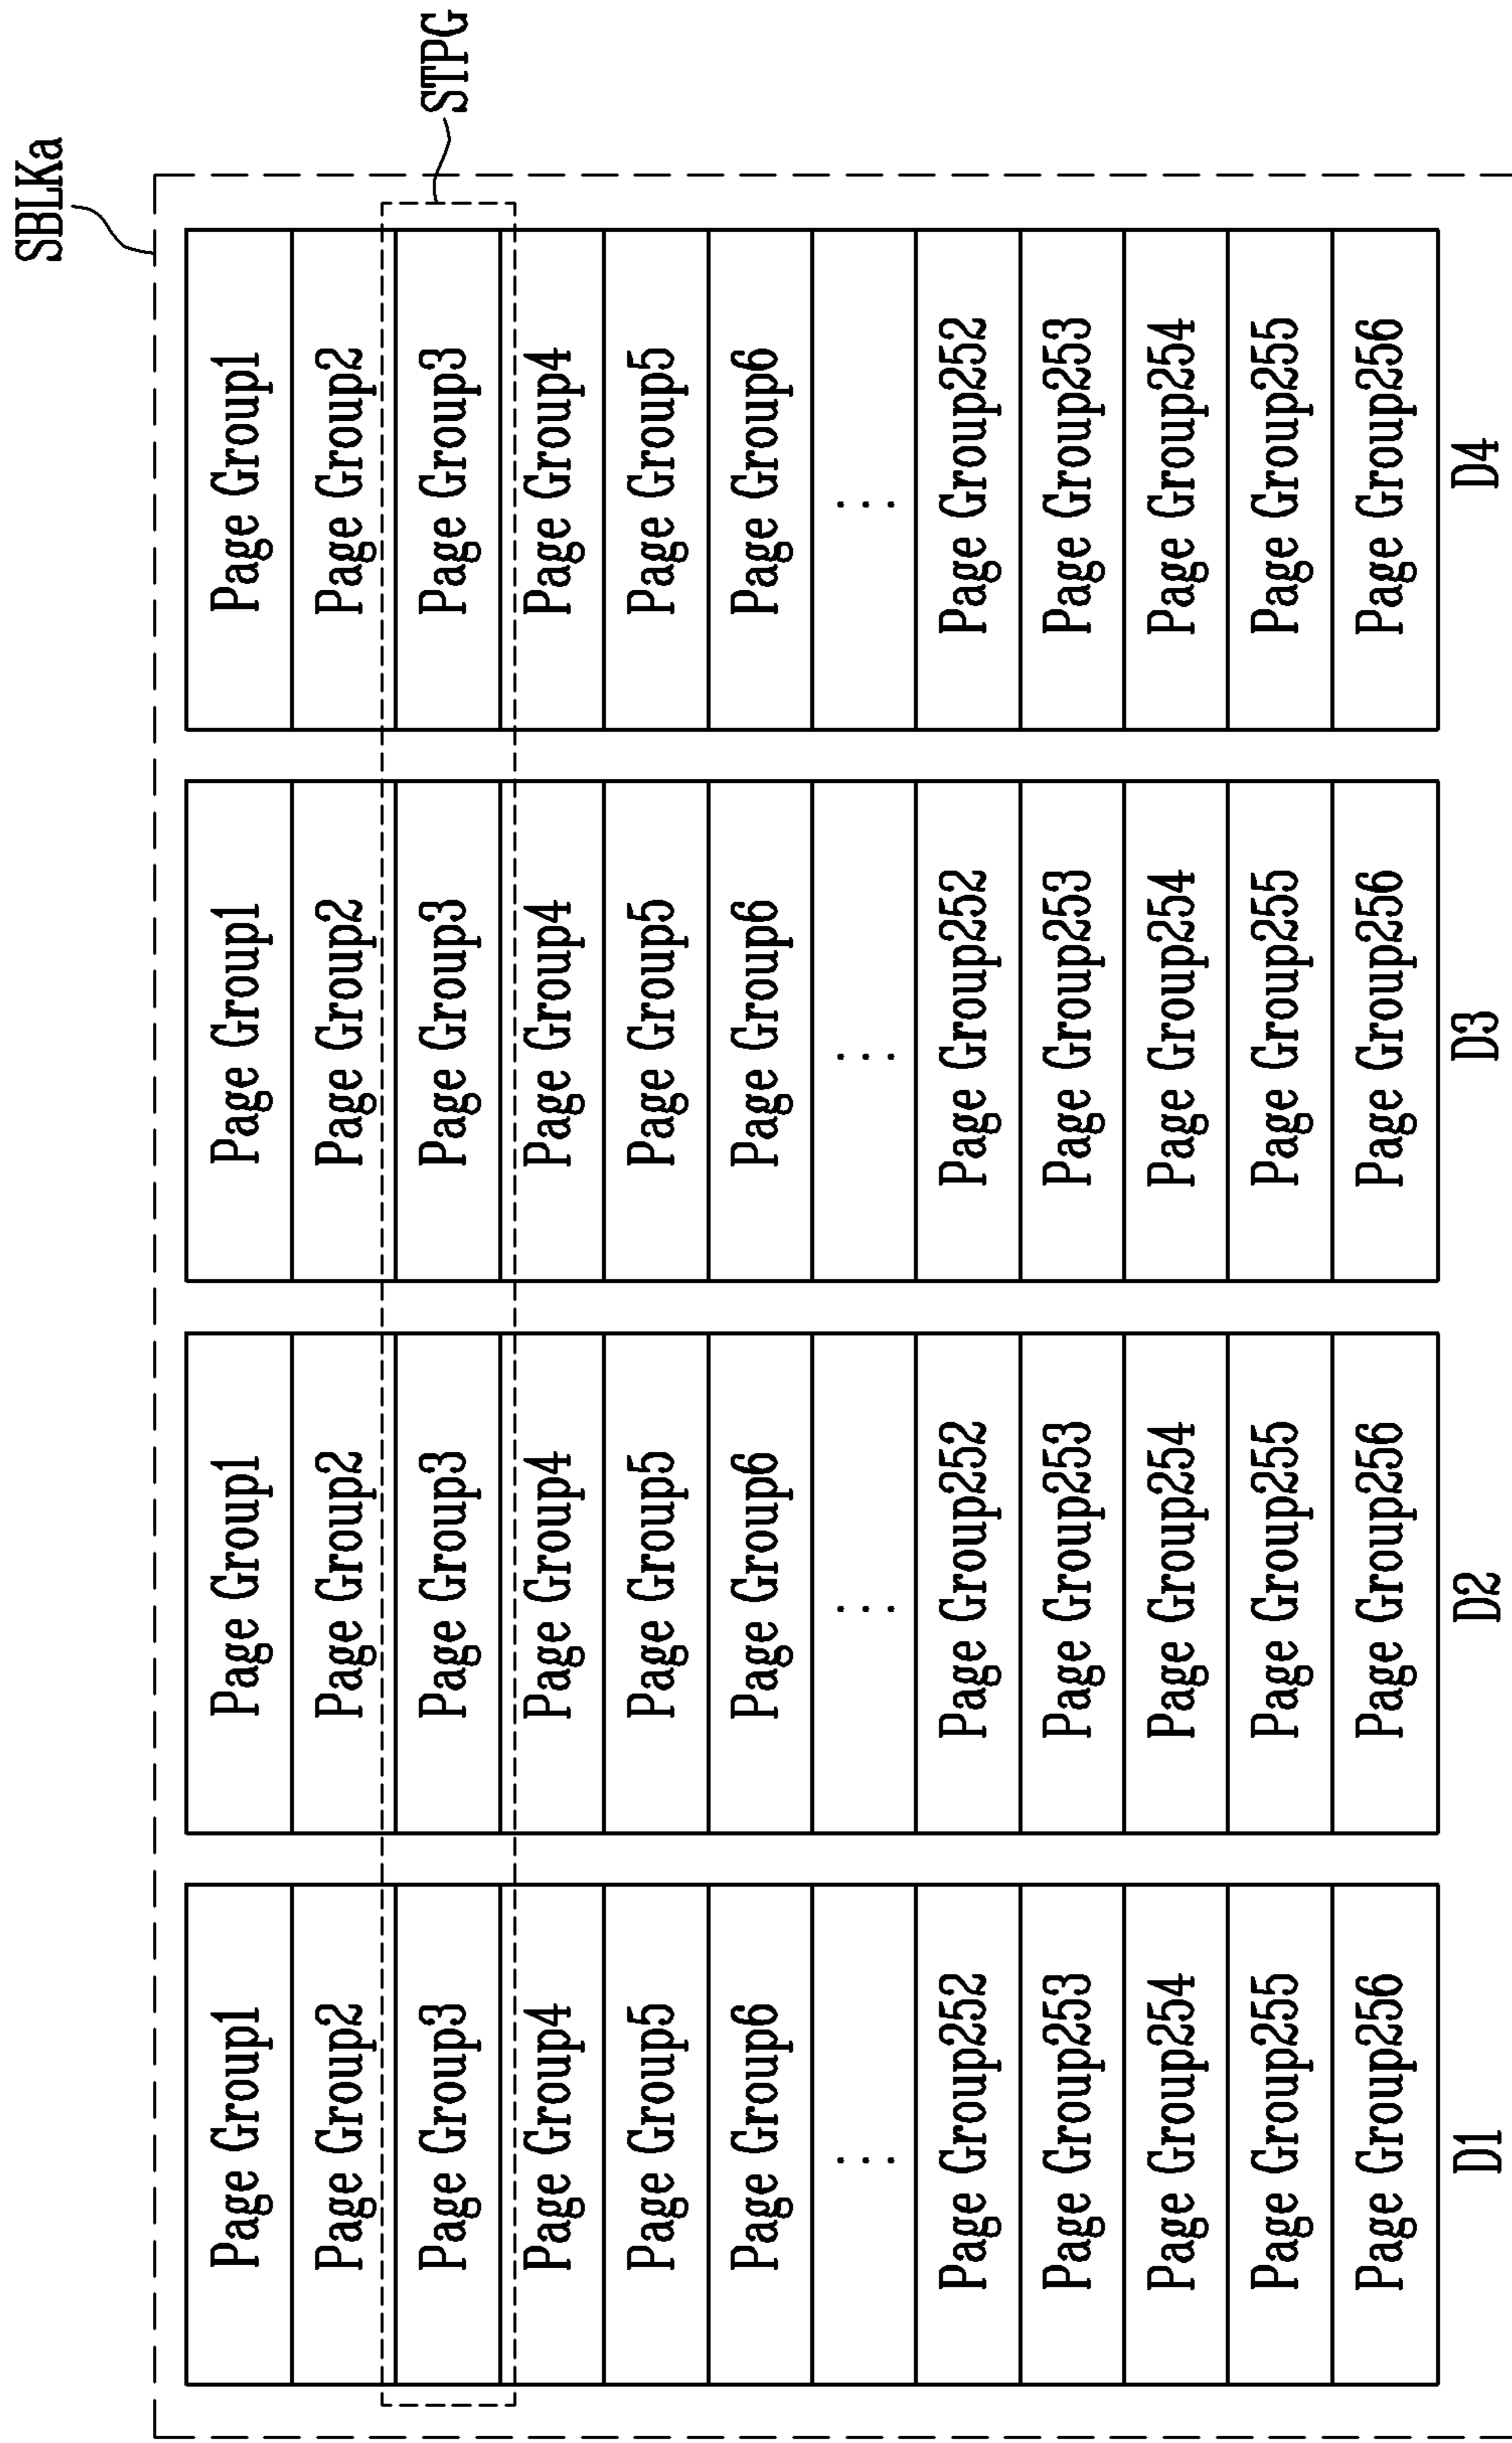 SBLKa
STPG
Page Group1 Page Group1 Page Group1 Page Group1
Page Group2 Page Group2 Page Group2 Page Group2
Page Group3 Page Group3 Page Group3 Page Group3
Page Group4 Page Group4 Page Group4 Page Group4
Page Group5 Page Group5 Page Group5 Page Group5
Page Group6 Page Group6 Page Group6 Page Group6
... ... ... ...
Page Group252 Page Group252 Page Group252 Page Group252
Page Group253 Page Group253 Page Group253 Page Group253
Page Group254 Page Group254 Page Group254 Page Group254
Page Group255 Page Group255 Page Group255 Page Group255
Page Group256 Page Group256 Page Group256 Page Group256
D1 D2 D3 D4